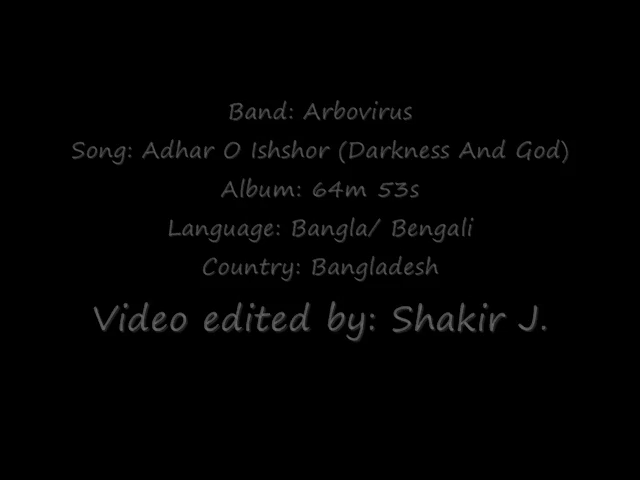 Band: Arbovirus
Song: Adhar O Ishshor (Darkness And God)
Album: 64m 53s
Language: Bangla/ Bengali
Country: Bangladesh
Video edited by: Shakir J.